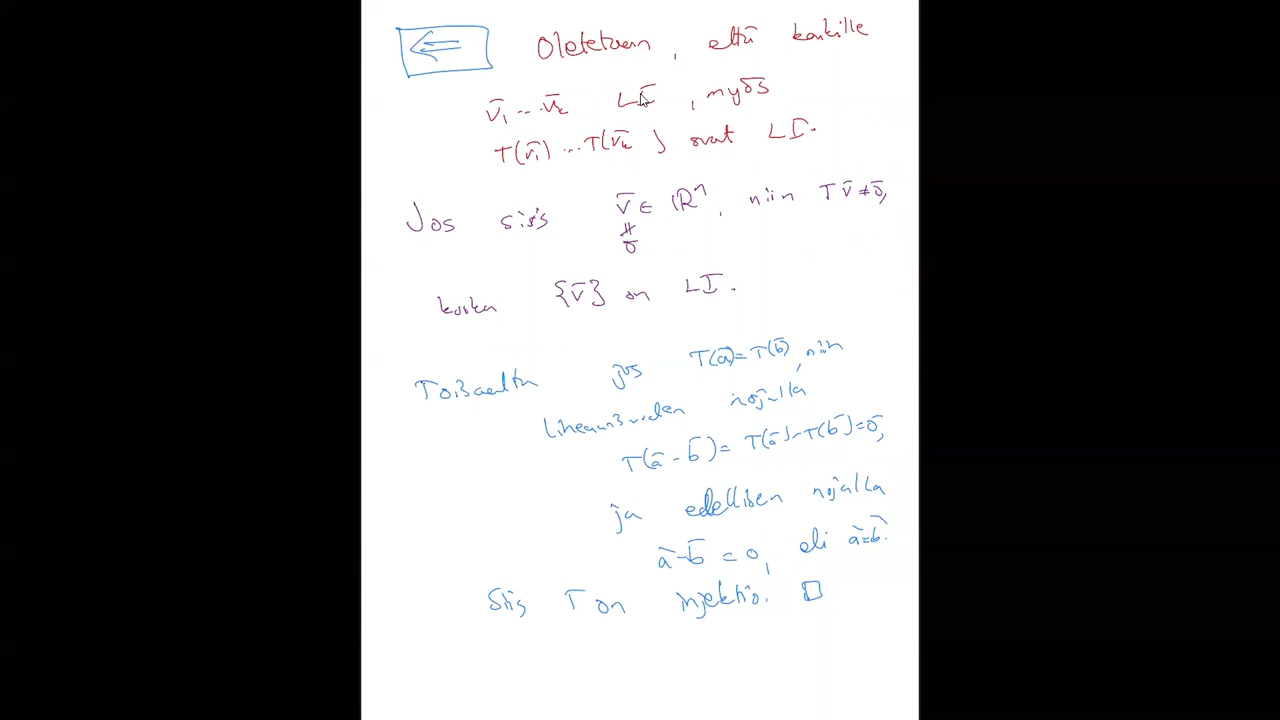 ⇐ Oletetaan, että kaikille
v̄₁...v̄ₖ LI, myös
T(v̄₁)...T(v̄ₖ) ovat LI.
Jos siis v̄ ∈ ℝⁿ, niin T v̄ ≠ 0̄,
∦
0̄
koska {v̄} on LI.
Toisaalta jos T(ā)=T(b̄), niin
lineaarisuuden nojalla
T(ā - b̄) = T(ā)-T(b̄)=0̄,
ja edellisen nojalla
ā-b̄ = 0, eli ā=b̄.
Siis T on injektio. □